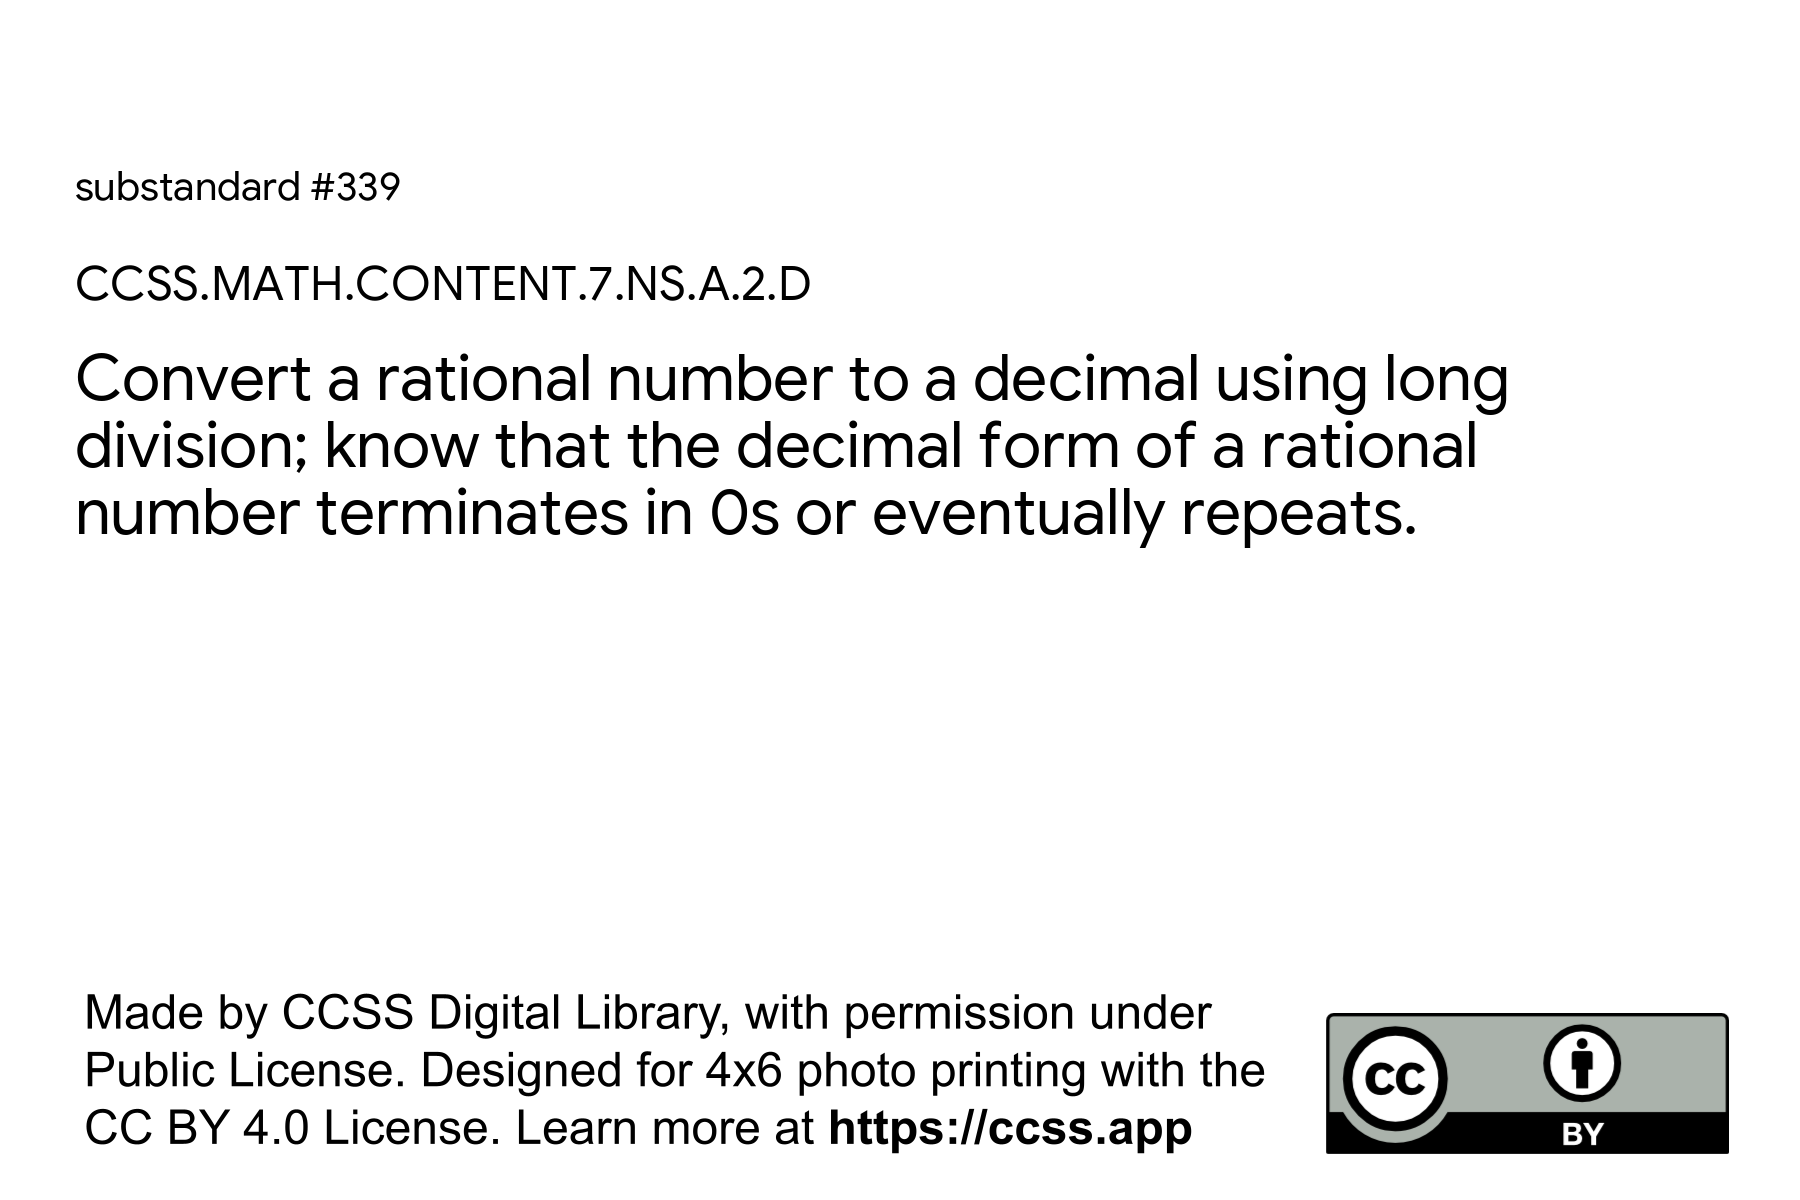 substandard #339
CCSS.MATH.CONTENT.7.NS.A.2.D
Convert a rational number to a decimal using long
division; know that the decimal form of a rational
number terminates in 0s or eventually repeats.
Made by CCSS Digital Library, with permission under
Public License. Designed for 4x6 photo printing with the
CC BY 4.0 License. Learn more at https://ccss.app
cc
BY